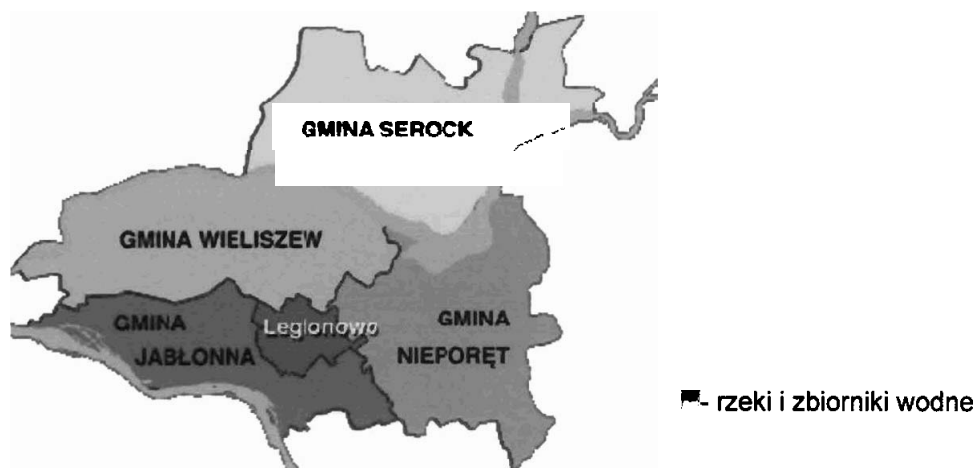 GMINA SEROCK
GMINA WIELISZEW
GMINA
JABŁONNA
Legionowo
GMINA
NIEPORĘT
- rzeki i zbiorniki wodne